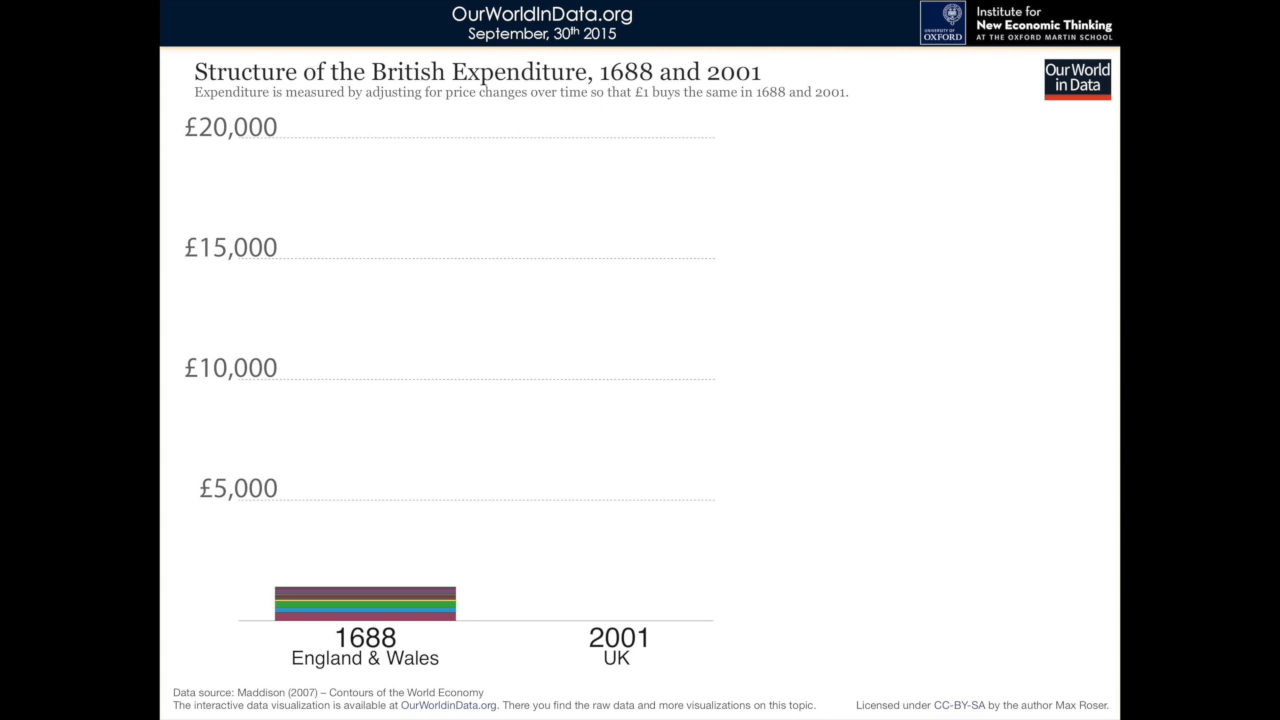 OurWorldInData.org
September, 30th 2015
UNIVERSITY OF
OXFORD
Institute for
New Economic Thinking
AT THE OXFORD MARTIN SCHOOL
Structure of the British Expenditure, 1688 and 2001
Expenditure is measured by adjusting for price changes over time so that £1 buys the same in 1688 and 2001.
Our World
in Data
£20,000
£15,000
£10,000
£5,000
1688
England & Wales
2001
UK
Data source: Maddison (2007) – Contours of the World Economy
The interactive data visualization is available at OurWorldinData.org. There you find the raw data and more visualizations on this topic.
Licensed under CC-BY-SA by the author Max Roser.